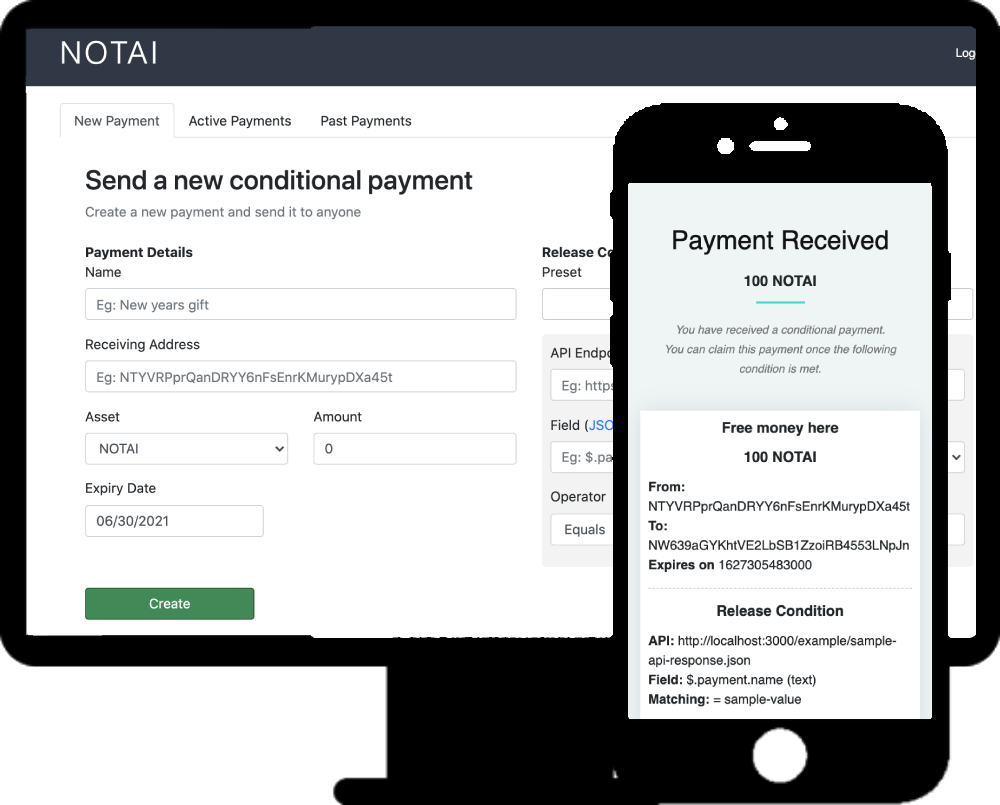 NOTAI
Log
New Payment
Active Payments
Past Payments
Send a new conditional payment
Create a new payment and send it to anyone
Payment Details
Name
Eg: New years gift
Receiving Address
Eg: NTYVRPprQanDRYY6nFsEnrKMurypDXa45t
Asset
Amount
NOTAI
0
Expiry Date
06/30/2021
Create
Release Co
Preset
API Endpo
Eg: https
Field (JSO
Eg: $.pa
Operator
Equals
Payment Received
100 NOTAI
You have received a conditional payment.
You can claim this payment once the following
condition is met.
Free money here
100 NOTAI
From:
NTYVRPprQanDRYY6nFsEnrKMurypDXa45t
To:
NW639aGYKhtVE2LbSB1ZzoiRB4553LNpJn
Expires on 1627305483000
Release Condition
API: http://localhost:3000/example/sample-
api-response.json
Field: $.payment.name (text)
Matching: = sample-value